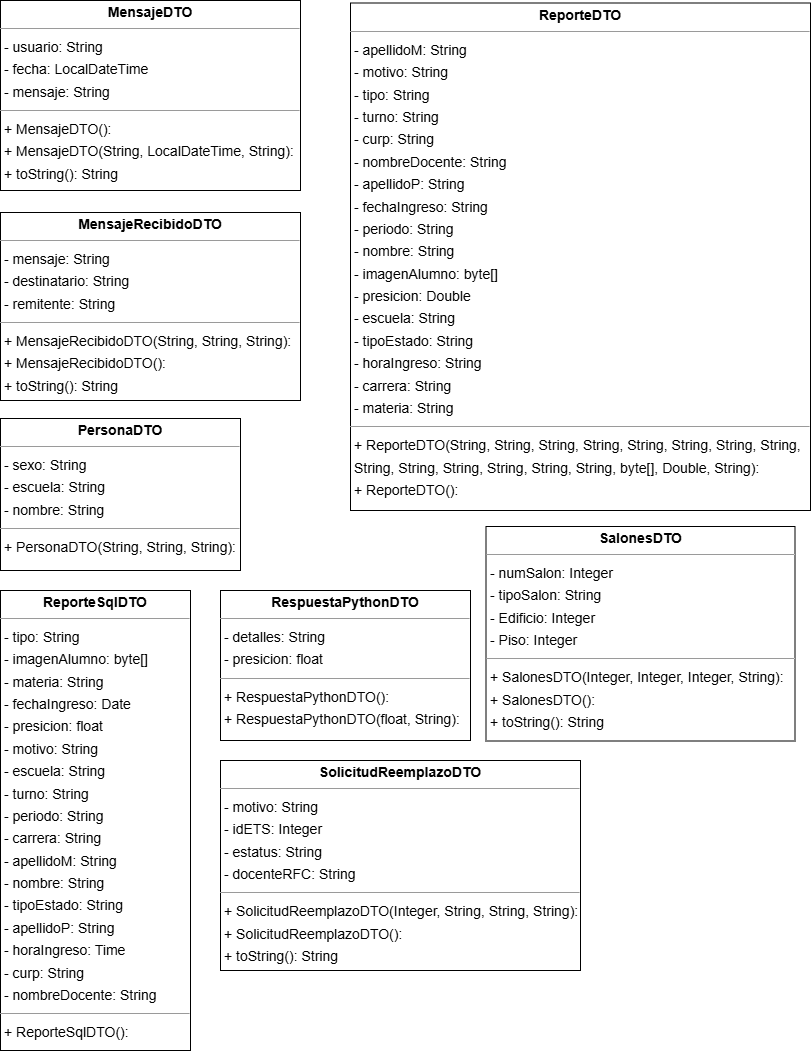 MensajeDTO
- usuario: String
- fecha: LocalDateTime
- mensaje: String
+ MensajeDTO():
+ MensajeDTO(String, LocalDateTime, String):
+ toString(): String
MensajeRecibidoDTO
- mensaje: String
- destinatario: String
- remitente: String
+ MensajeRecibidoDTO(String, String, String):
+ MensajeRecibidoDTO():
+ toString(): String
PersonaDTO
- sexo: String
- escuela: String
- nombre: String
+ PersonaDTO(String, String, String):
ReporteDTO
- apellidoM: String
- motivo: String
- tipo: String
- turno: String
- curp: String
- nombreDocente: String
- apellidoP: String
- fechaIngreso: String
- periodo: String
- nombre: String
- imagenAlumno: byte[]
- presicion: Double
- escuela: String
- tipoEstado: String
- horaIngreso: String
- carrera: String
- materia: String
+ ReporteDTO(String, String, String, String, String, String, String, String,
String, String, String, String, String, String, byte[], Double, String):
+ ReporteDTO():
ReporteSqlDTO
- tipo: String
- imagenAlumno: byte[]
- materia: String
- fechaIngreso: Date
- presicion: float
- motivo: String
- escuela: String
- turno: String
- periodo: String
- carrera: String
- apellidoM: String
- nombre: String
- tipoEstado: String
- apellidoP: String
- horaIngreso: Time
- curp: String
- nombreDocente: String
+ ReporteSqlDTO():
RespuestaPythonDTO
- detalles: String
- presicion: float
+ RespuestaPythonDTO():
+ RespuestaPythonDTO(float, String):
SalonesDTO
- numSalon: Integer
- tipoSalon: String
- Edificio: Integer
- Piso: Integer
+ SalonesDTO(Integer, Integer, Integer, String):
+ SalonesDTO():
+ toString(): String
SolicitudReemplazoDTO
- motivo: String
- idETS: Integer
- estatus: String
- docenteRFC: String
+ SolicitudReemplazoDTO(Integer, String, String, String):
+ SolicitudReemplazoDTO():
+ toString(): String